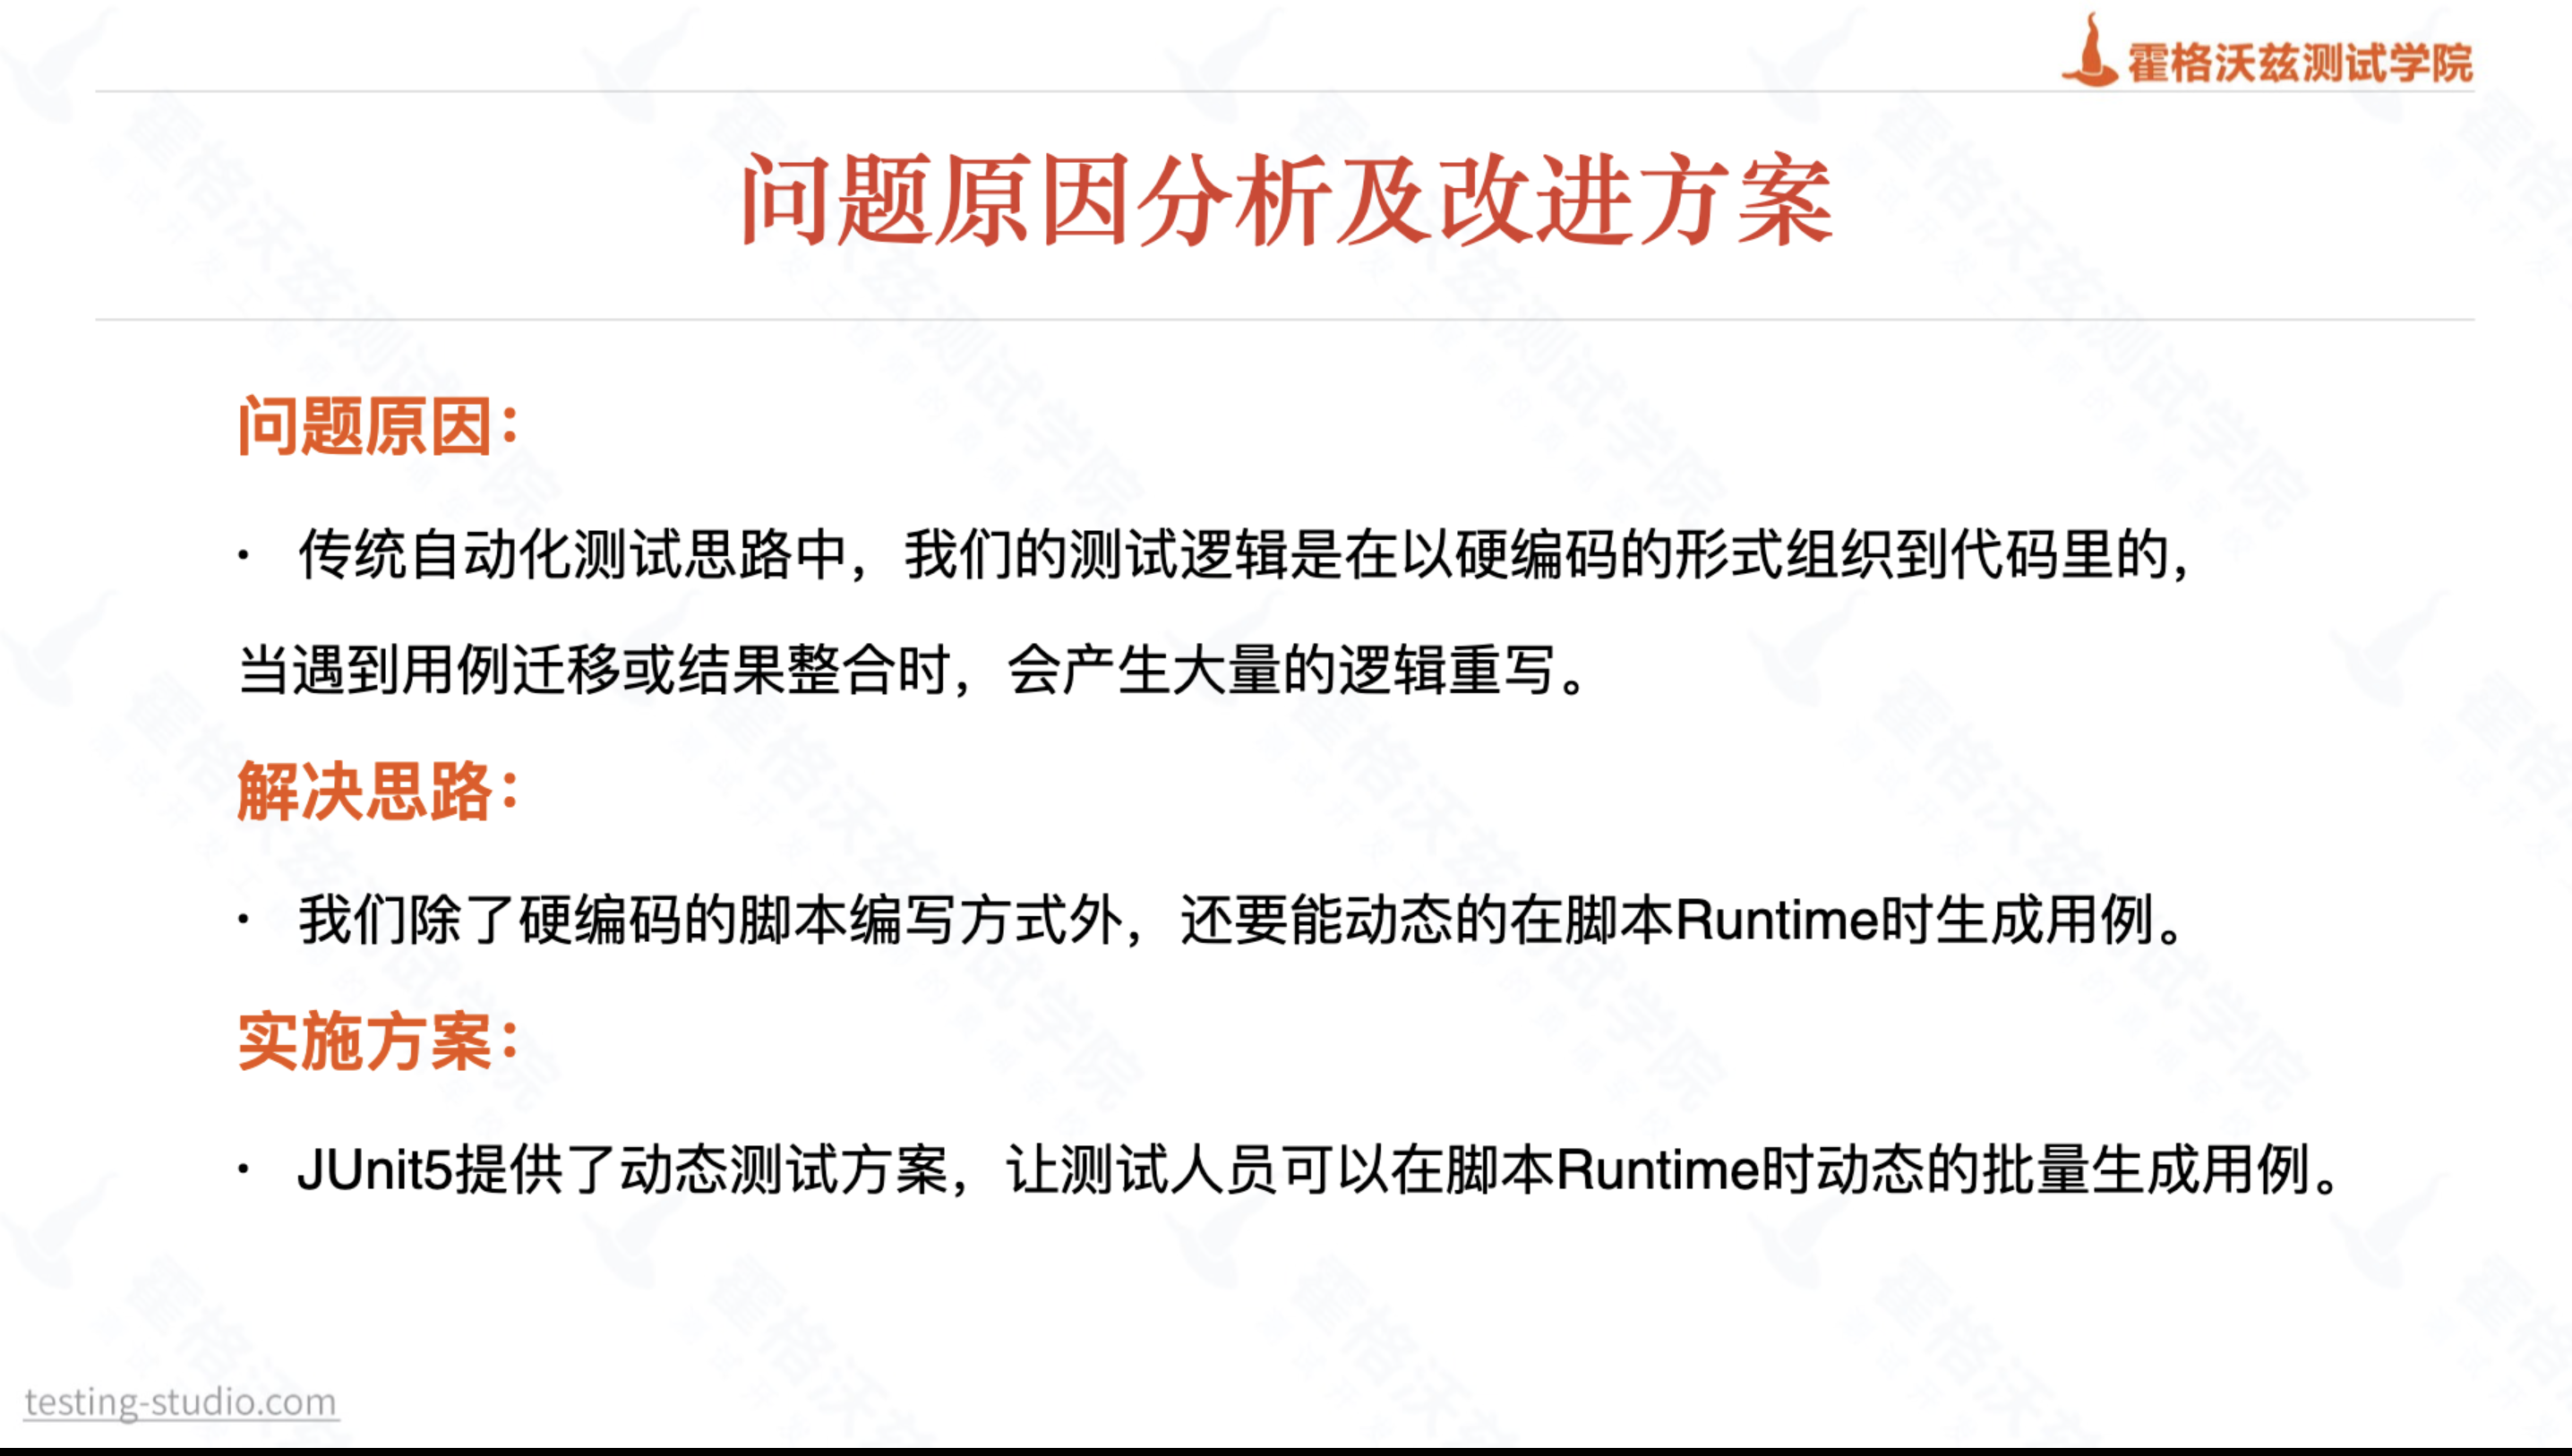 霍格沃兹测试学院
问题原因分析及改进方案
问题原因：
· 传统自动化测试思路中，我们的测试逻辑是在以硬编码的形式组织到代码里的，
当遇到用例迁移或结果整合时，会产生大量的逻辑重写。
解决思路：
· 我们除了硬编码的脚本编写方式外，还要能动态的在脚本Runtime时生成用例。
实施方案：
· JUnit5提供了动态测试方案，让测试人员可以在脚本Runtime时动态的批量生成用例。
testing-studio.com